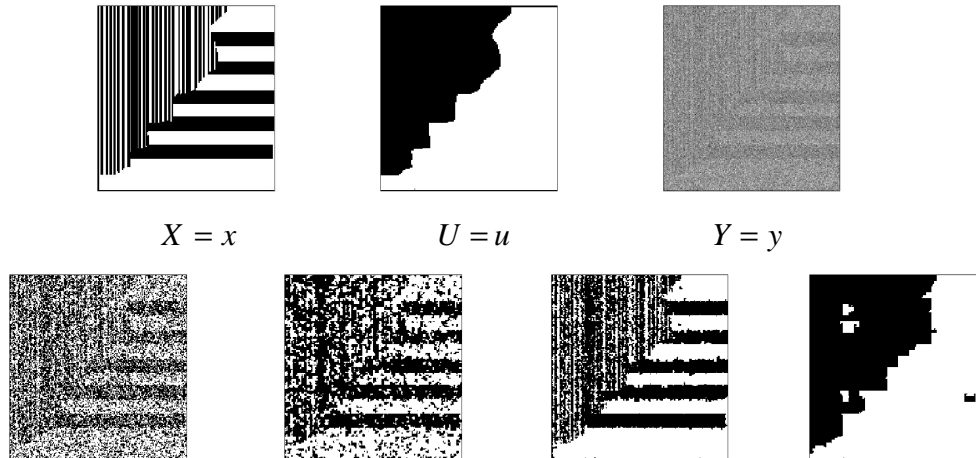 X = x
U = u
Y = y